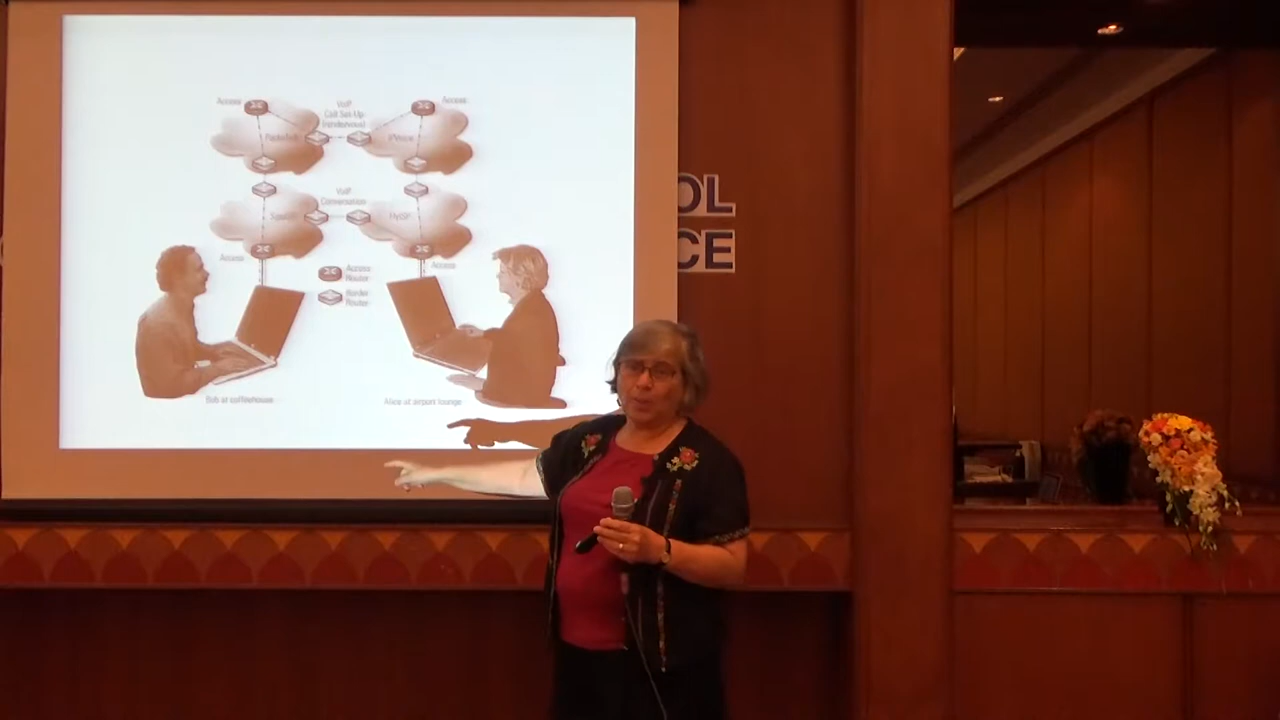 Access
VoIP
Call Set-Up
(rendezvous)
Access
VoIP
Conversation
Access
Access
Access
Router
Border
Router
Bob at coffeehouse
Alice at airport lounge
OL
CE